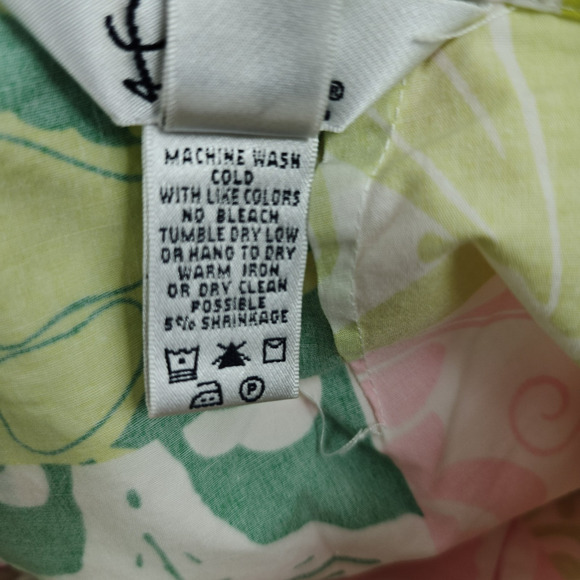 ®
MACHINE WASH
COLD
WITH LIKE COLORS
NO BLEACH
TUMBLE DRY LOW
OR HAND TO DRY
WARM IRON
OR DRY CLEAN
POSSIBLE
5% SHRINKAGE
P